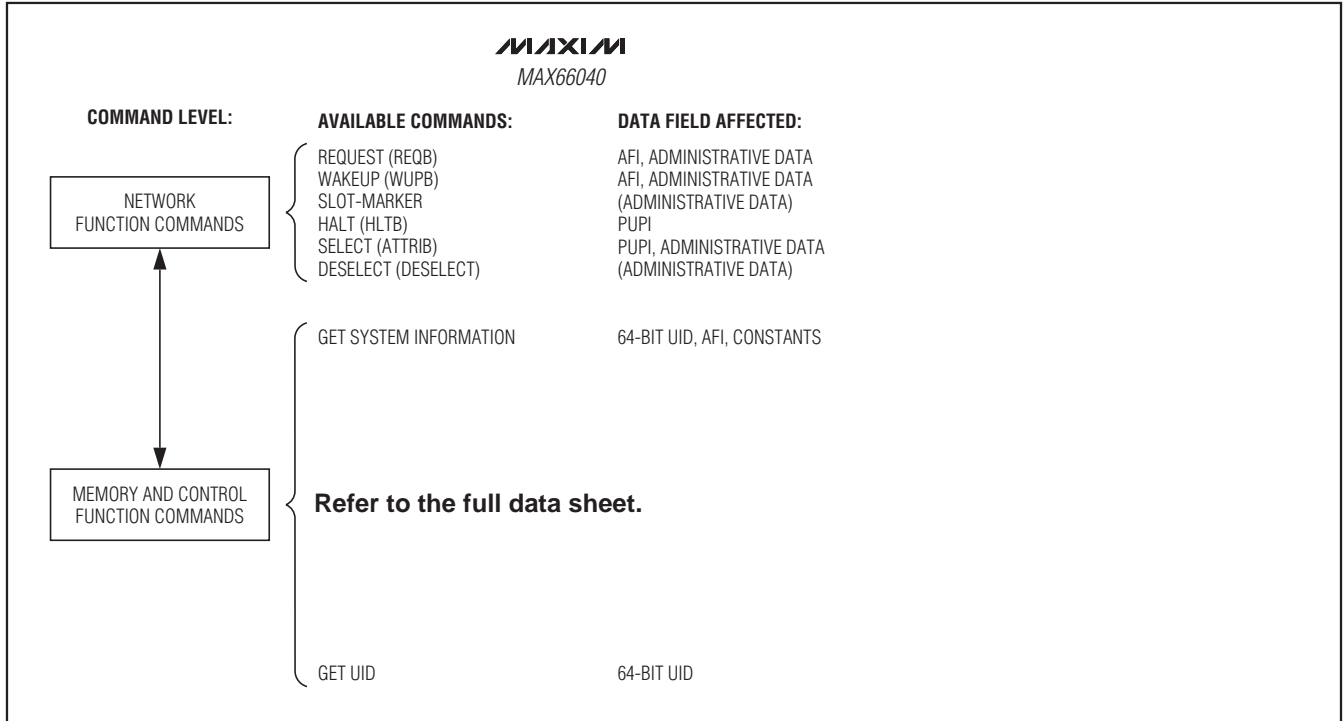 MAXIM
MAX66040
COMMAND LEVEL:
AVAILABLE COMMANDS:
DATA FIELD AFFECTED:
NETWORK
FUNCTION COMMANDS
REQUEST (REQB) AFI, ADMINISTRATIVE DATA
WAKEUP (WUPB) AFI, ADMINISTRATIVE DATA
SLOT-MARKER (ADMINISTRATIVE DATA)
HALT (HLTB) PUPI
SELECT (ATTRIB) PUPI, ADMINISTRATIVE DATA
DESELECT (DESELECT) (ADMINISTRATIVE DATA)
MEMORY AND CONTROL
FUNCTION COMMANDS
GET SYSTEM INFORMATION 64-BIT UID, AFI, CONSTANTS
Refer to the full data sheet.
GET UID 64-BIT UID